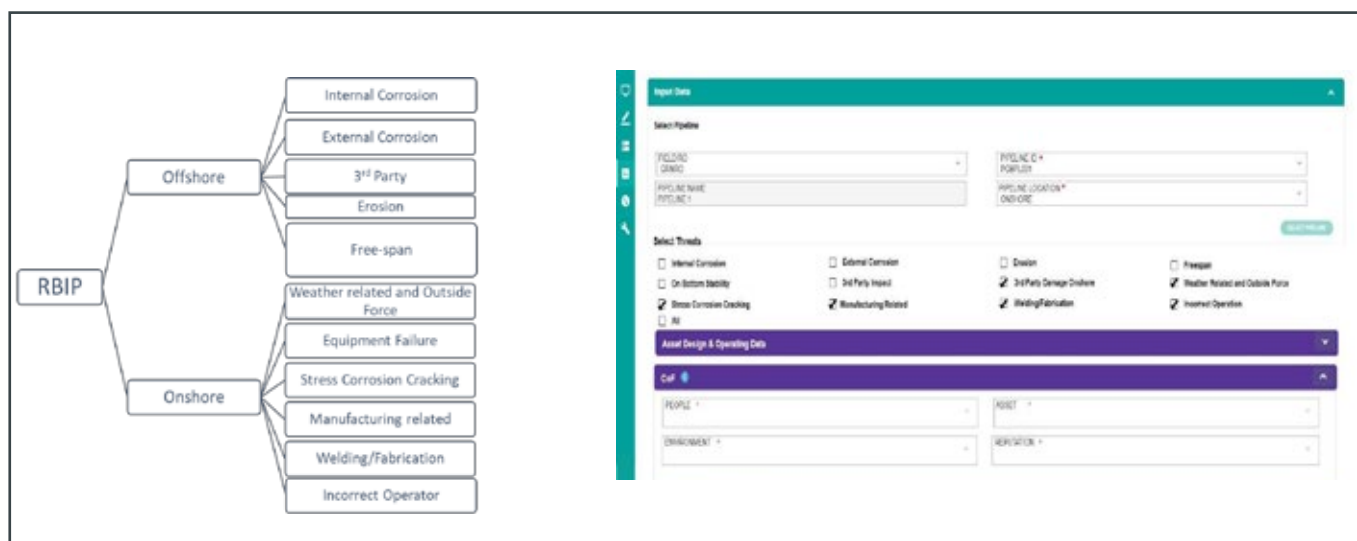 RBIP
Offshore
Internal Corrosion
External Corrosion
3rd Party
Erosion
Free-span
Onshore
Weather related and Outside
Force
Equipment Failure
Stress Corrosion Cracking
Manufacturing related
Welding/Fabrication
Incorrect Operator
Input Data
Select Pipeline
PIPELINE ID *
PIPELINE NAME
PIPELINE 1
PIPELINE LOCATION *
ONSHORE
Select Threats
Internal Corrosion
External Corrosion
Erosion
Freespan
On Bottom Stability
3rd Party Impact
3rd Party Damage Onshore
Weather Related and Outside Force
Stress Corrosion Cracking
Manufacturing Related
Welding/Fabrication
Incorrect Operation
All
Asset Design & Operating Data
CoF
PEOPLE *
ASSET *
ENVIRONMENT *
REPUTATION *